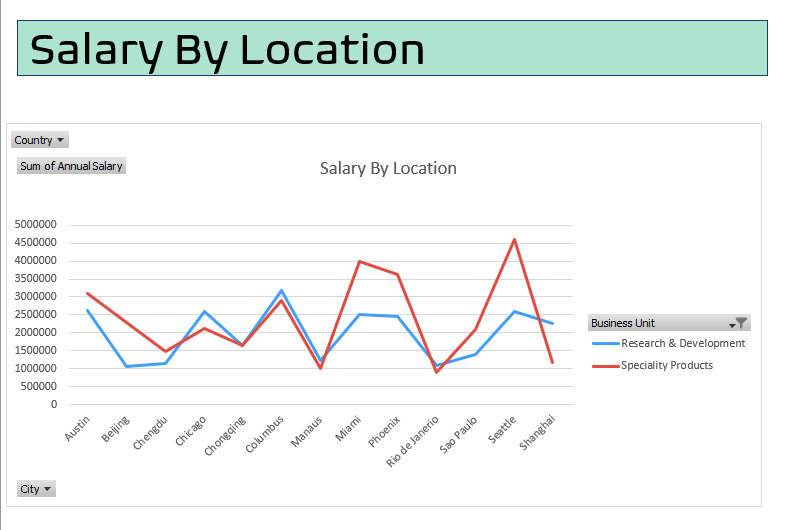 Salary By Location
Country
Sum of Annual Salary
Salary By Location
5000000
4500000
4000000
3500000
3000000
2500000
2000000
1500000
1000000
500000
0
Austin
Beijing
Chengdu
Chicago
Chongqing
Columbus
Manaus
Miami
Phoenix
Rio de Janerio
Sao Paulo
Seattle
Shanghai
Business Unit
Research & Development
Speciality Products
City